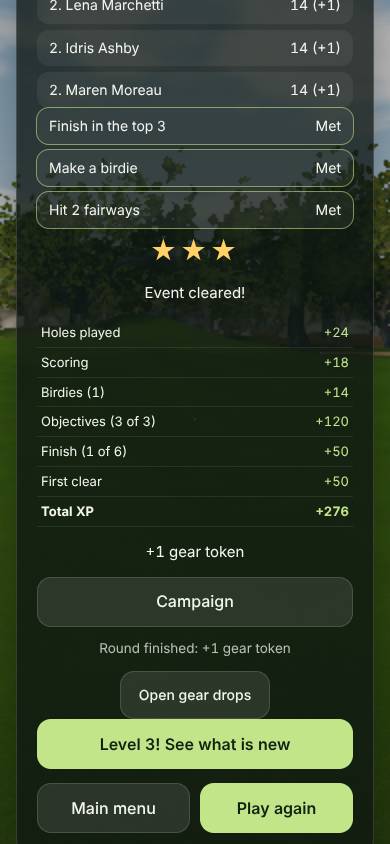 2. Lena Marchetti 14 (+1)
2. Idris Ashby 14 (+1)
2. Maren Moreau 14 (+1)
Finish in the top 3 Met
Make a birdie Met
Hit 2 fairways Met
Event cleared!
Holes played +24
Scoring +18
Birdies (1) +14
Objectives (3 of 3) +120
Finish (1 of 6) +50
First clear +50
Total XP +276
+1 gear token
Campaign
Round finished: +1 gear token
Open gear drops
Level 3! See what is new
Main menu Play again